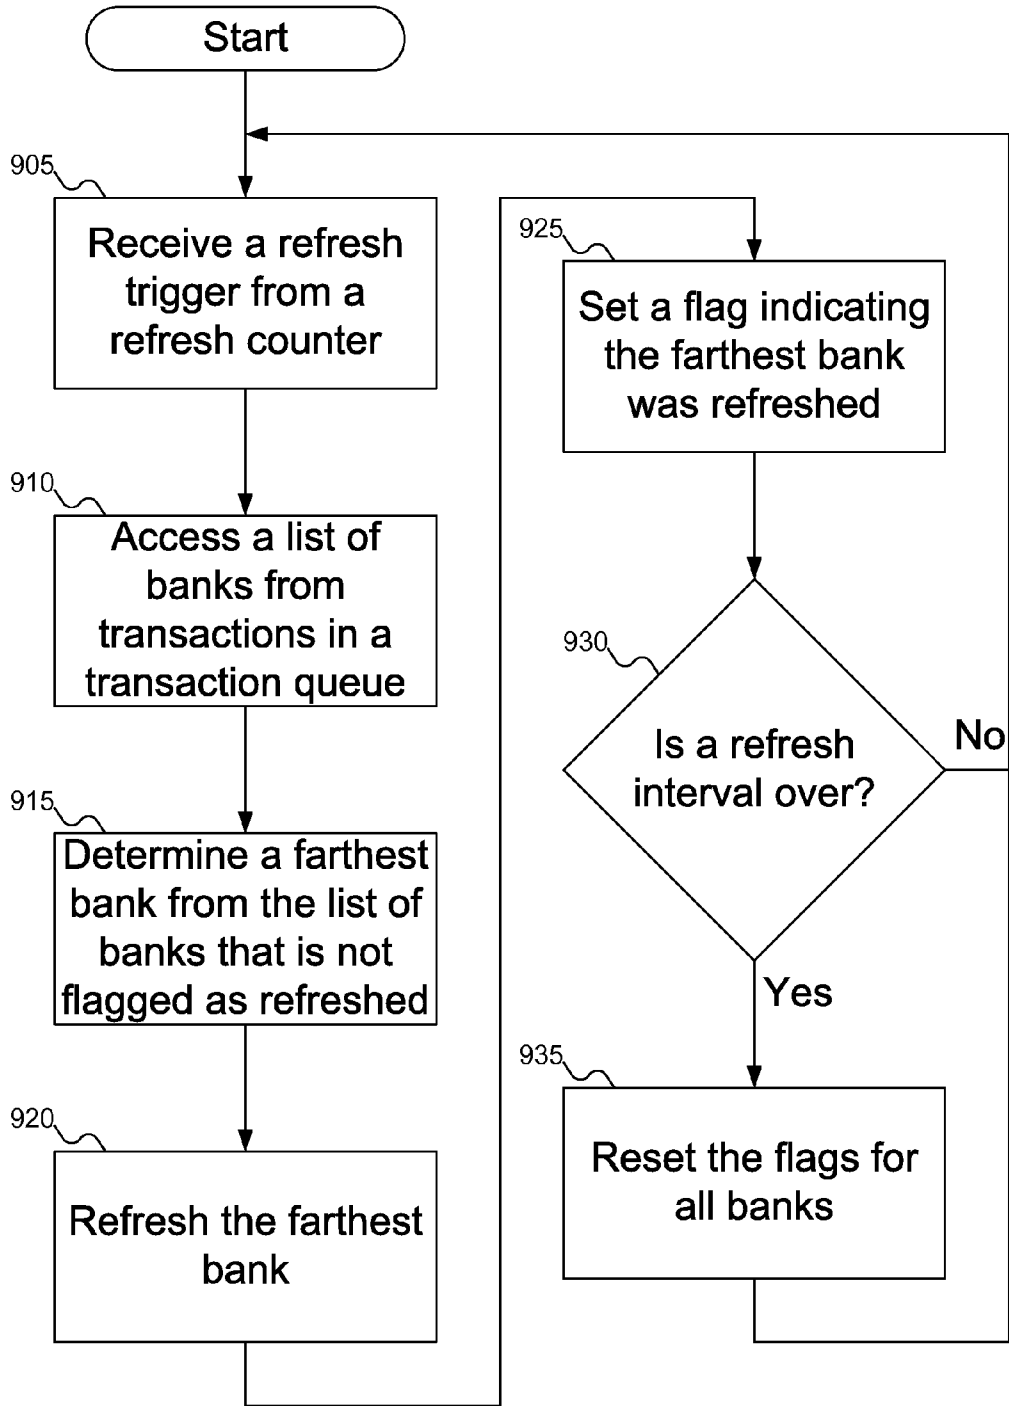 Start
905
Receive a refresh
trigger from a
refresh counter
910
Access a list of
banks from
transactions in a
transaction queue
915
Determine a farthest
bank from the list of
banks that is not
flagged as refreshed
920
Refresh the farthest
bank
925
Set a flag indicating
the farthest bank
was refreshed
930
Is a refresh
interval over?
No
Yes
935
Reset the flags for
all banks